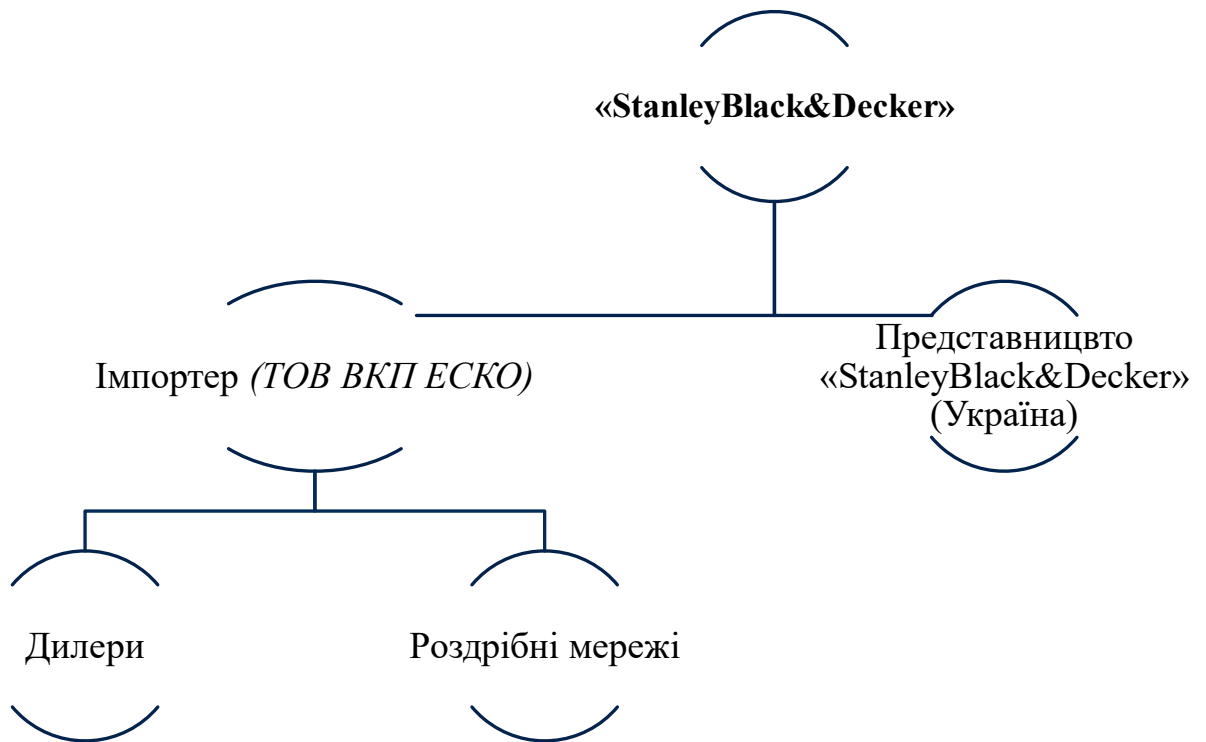 «StanleyBlack&Decker»
Імпортер (ТОВ ВКП ЕСКО)
Представницвто
«StanleyBlack&Decker»
(Україна)
Дилери
Роздрібні мережі